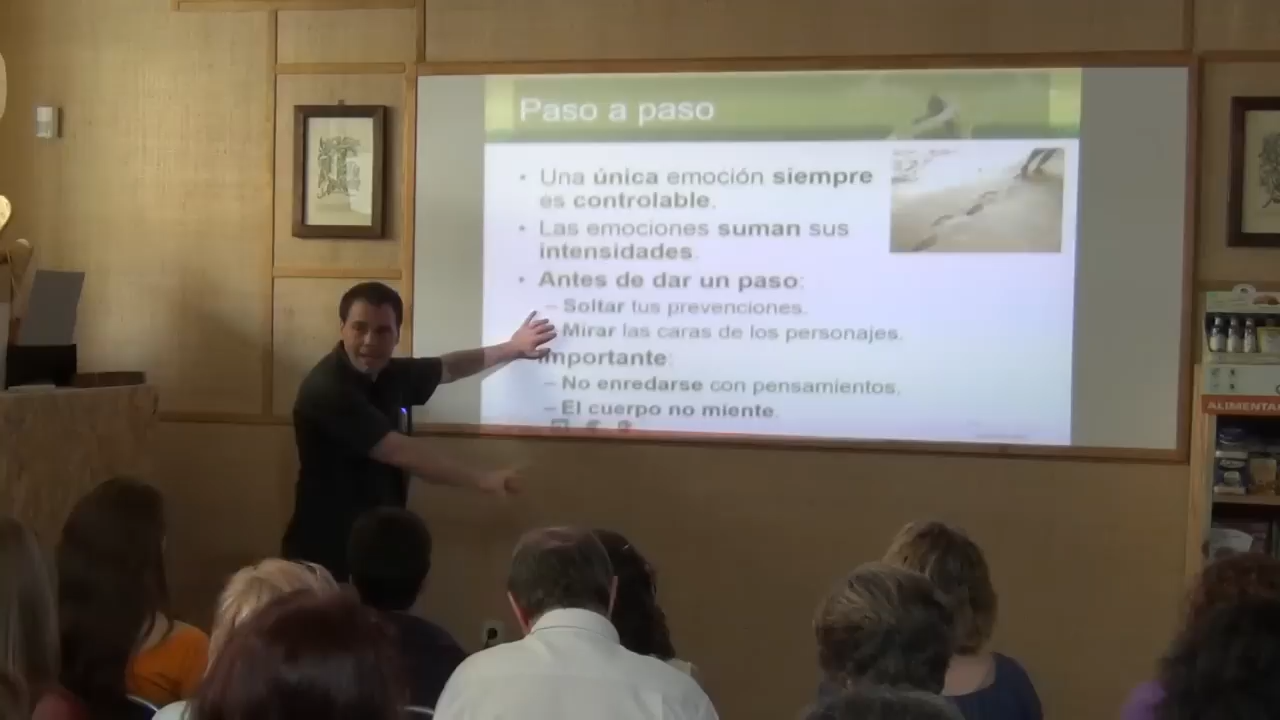 Paso a paso
• Una única emoción siempre
es controlable.
• Las emociones suman sus
intensidades.
• Antes de dar un paso:
– Soltar tus prevenciones.
Mirar las caras de los personajes.
Importante:
– No enredarse con pensamientos.
– El cuerpo no miente.
ALIMENTA